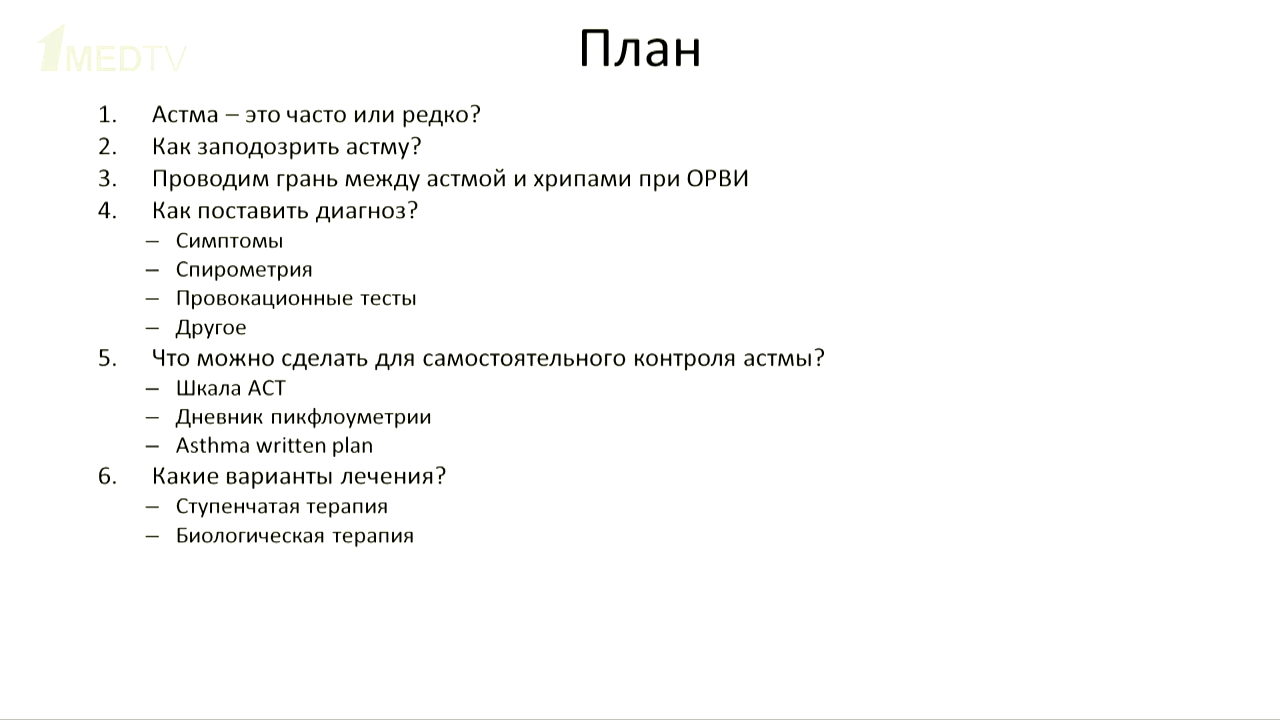 1MEDTV
План
1. Астма – это часто или редко?
2. Как заподозрить астму?
3. Проводим грань между астмой и хрипами при ОРВИ
4. Как поставить диагноз?
– Симптомы
– Спирометрия
– Провокационные тесты
– Другое
5. Что можно сделать для самостоятельного контроля астмы?
– Шкала АСТ
– Дневник пикфлоуметрии
– Asthma written plan
6. Какие варианты лечения?
– Ступенчатая терапия
– Биологическая терапия